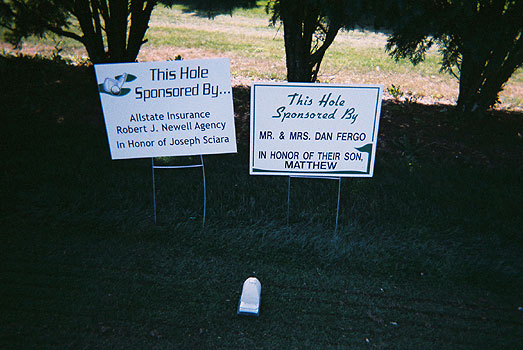 This Hole
Sponsored By...
Allstate Insurance
Robert J. Newell Agency
In Honor of Joseph Sciara
This Hole
Sponsored By
MR. & MRS. DAN FERGO
IN HONOR OF THEIR SON,
MATTHEW